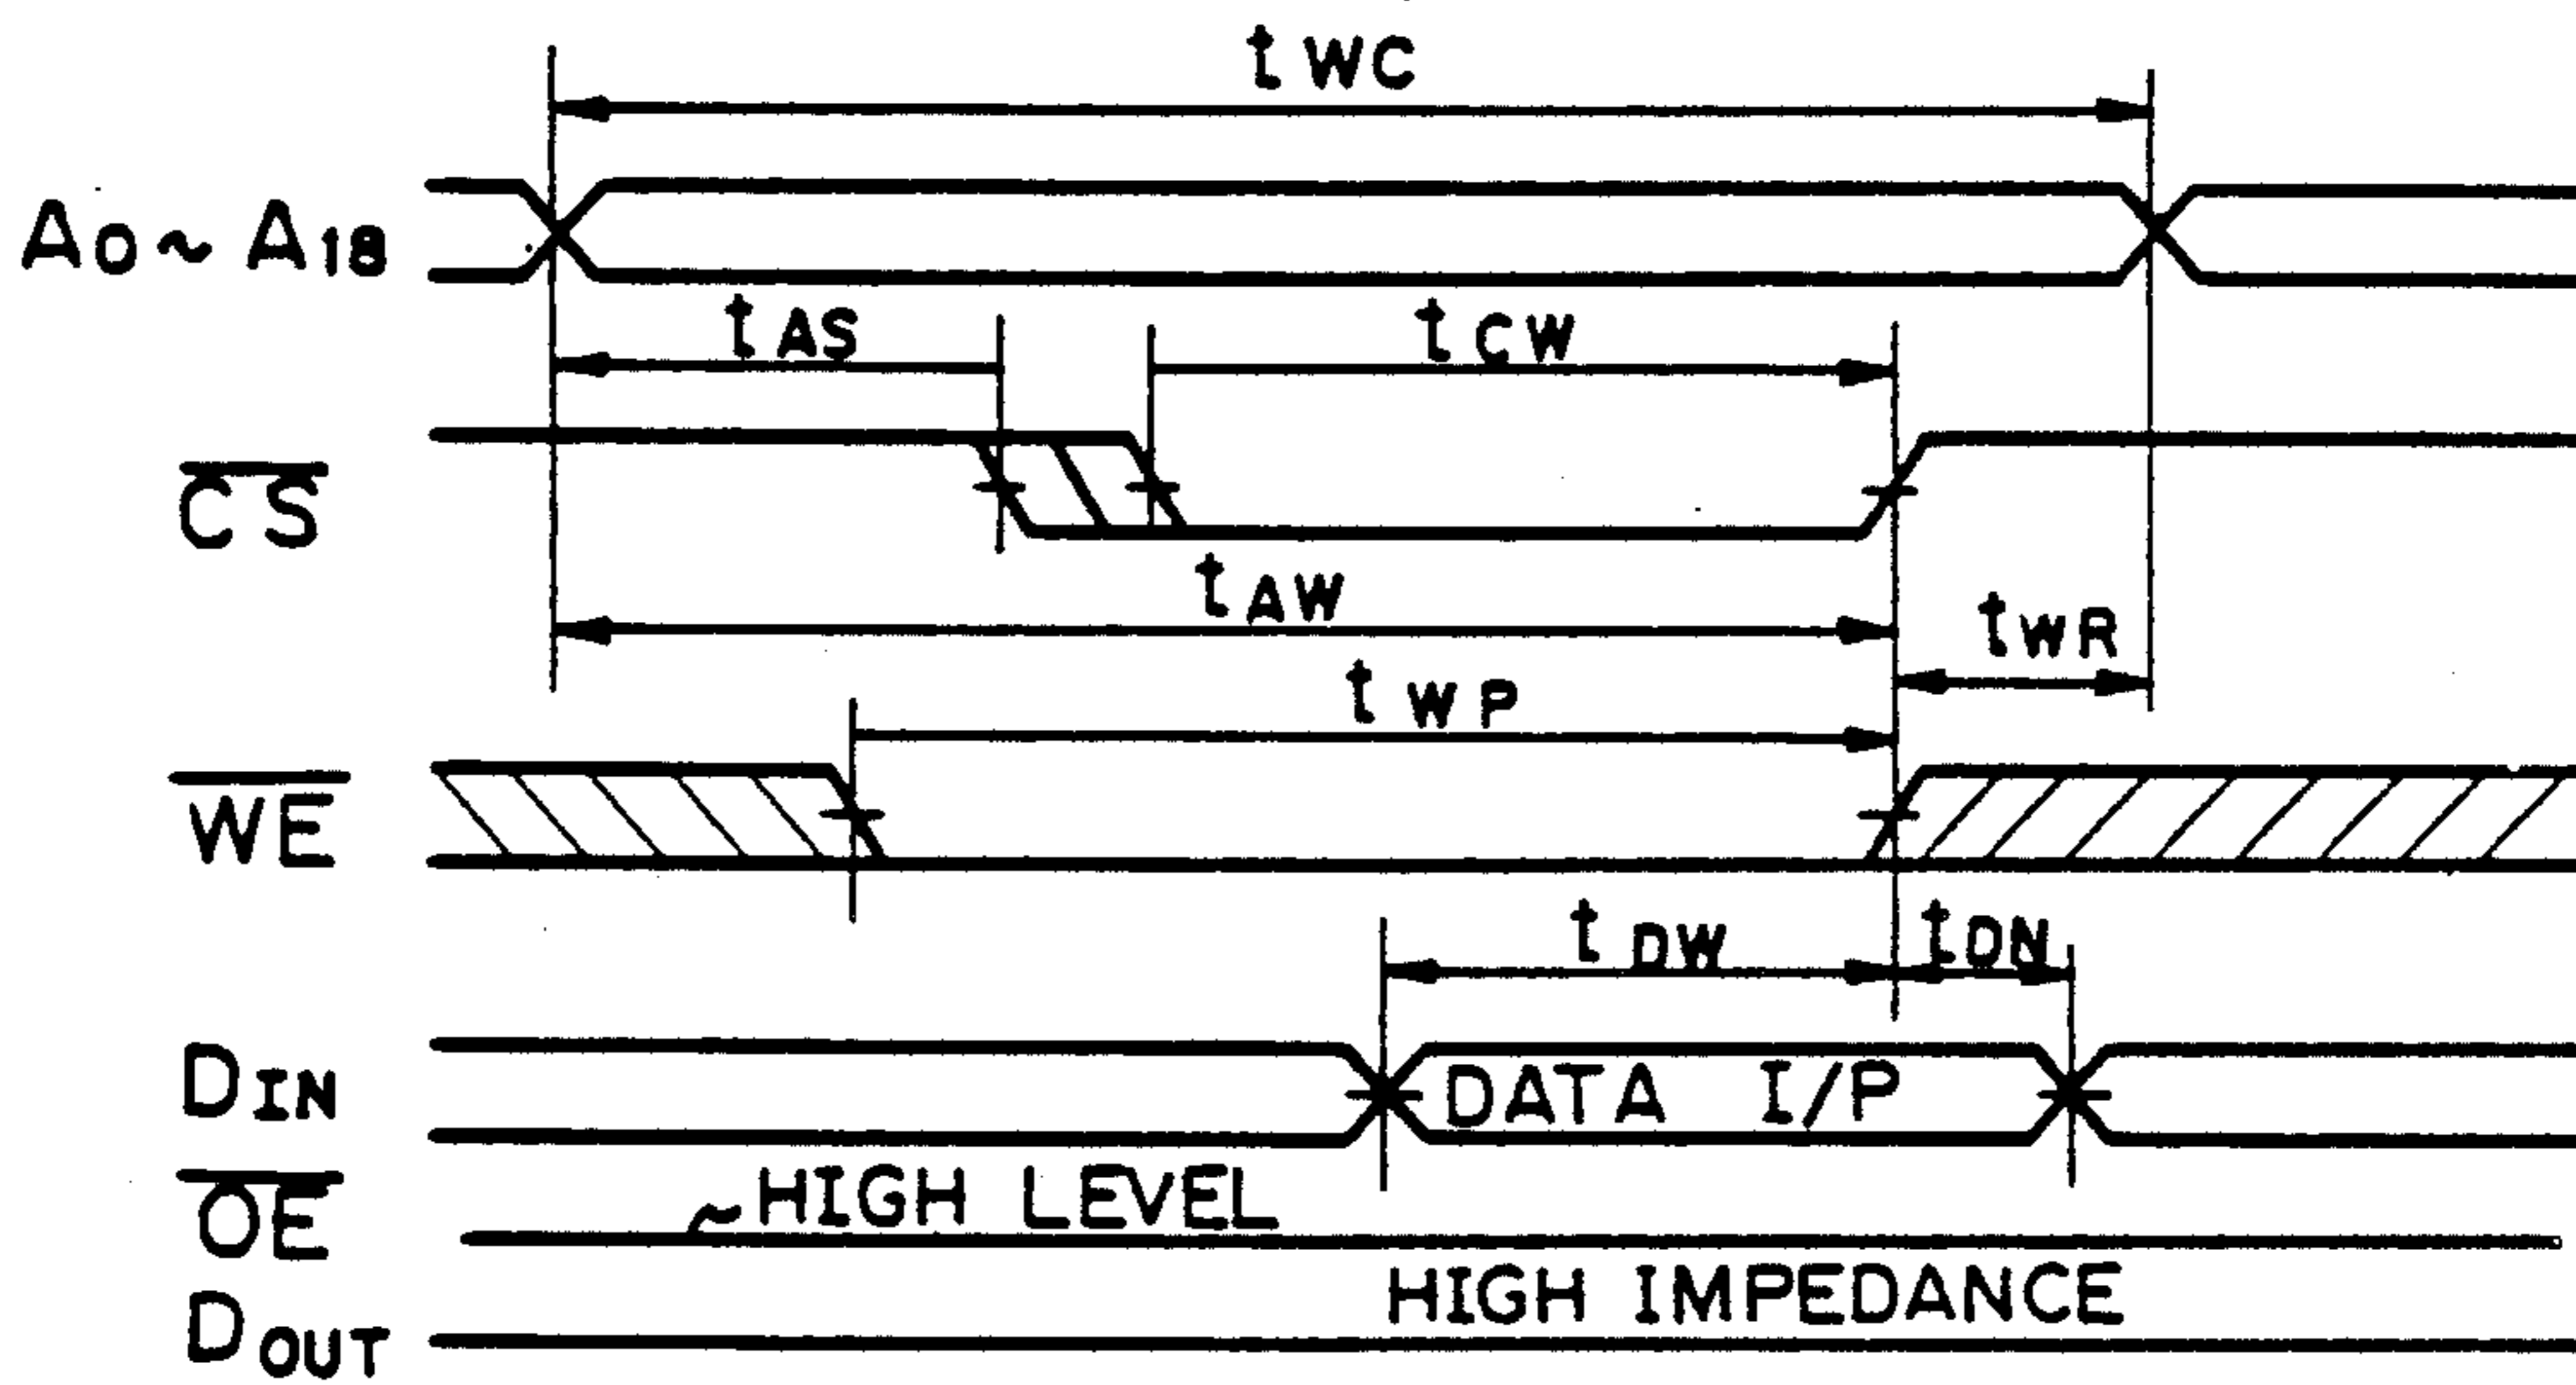 tWC
A0~A18
tAS
tCW
CS
tAW
tWR
tWP
WE
tDW
tDN
DIN
DATA I/P
OE
HIGH LEVEL
HIGH IMPEDANCE
DOUT